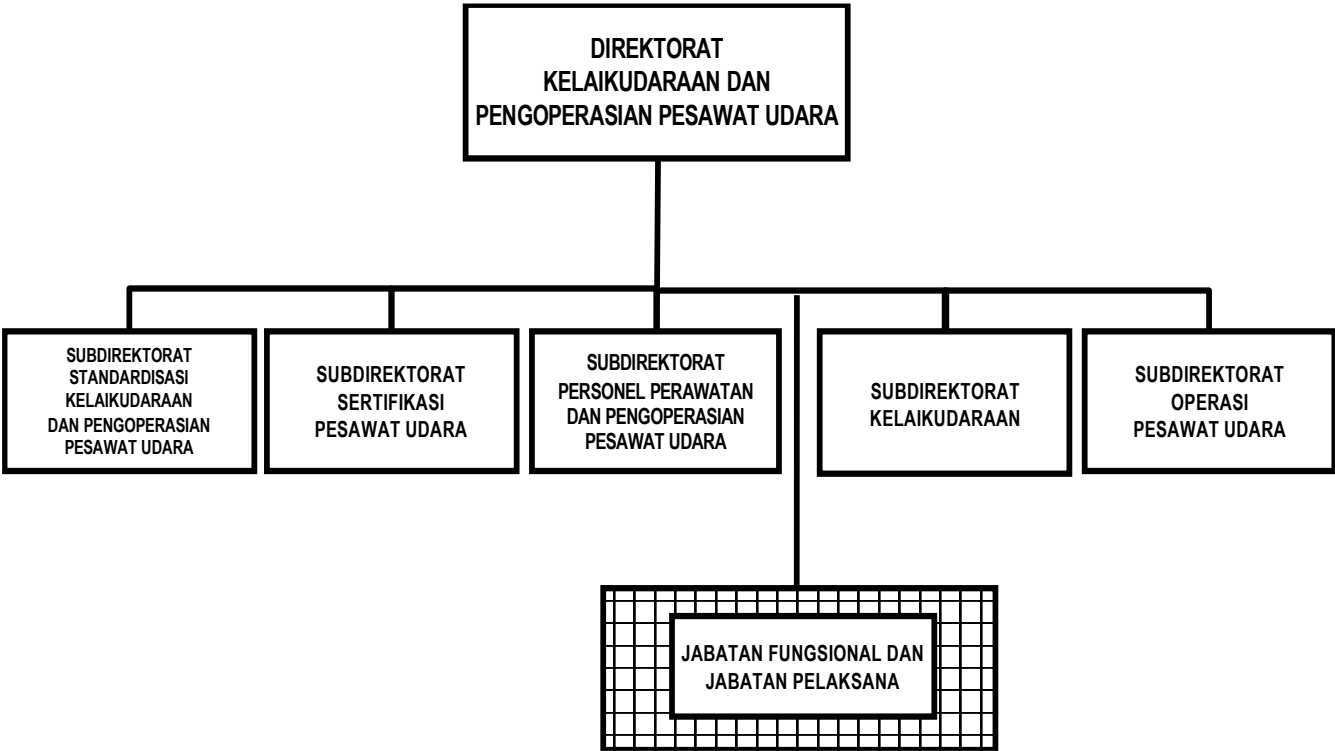 DIREKTORAT
KELAIKUDARAAN DAN
PENGOPERASIAN PESAWAT UDARA
SUBDIREKTORAT
STANDARDISASI
KELAIKUDARAAN
DAN PENGOPERASIAN
PESAWAT UDARA
SUBDIREKTORAT
SERTIFIKASI
PESAWAT UDARA
SUBDIREKTORAT
PERSONEL PERAWATAN
DAN PENGOPERASIAN
PESAWAT UDARA
SUBDIREKTORAT
KELAIKUDARAAN
SUBDIREKTORAT
OPERASI
PESAWAT UDARA
JABATAN FUNGSIONAL DAN
JABATAN PELAKSANA